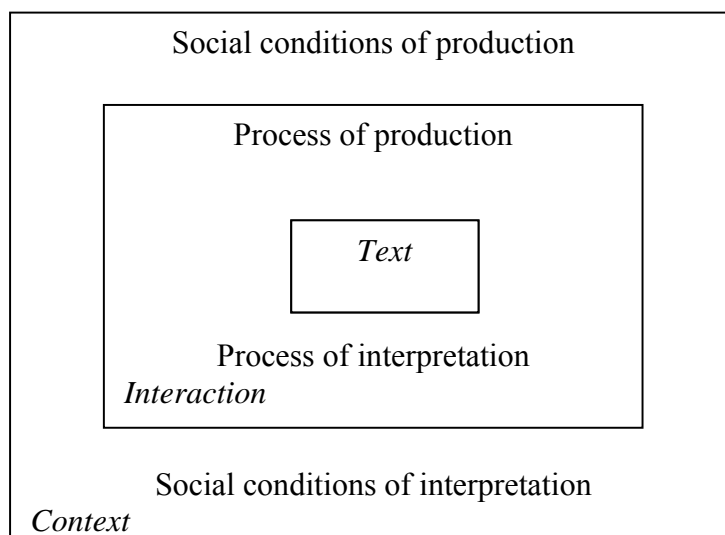 Social conditions of production
Process of production
Text
Process of interpretation
Interaction
Social conditions of interpretation
Context